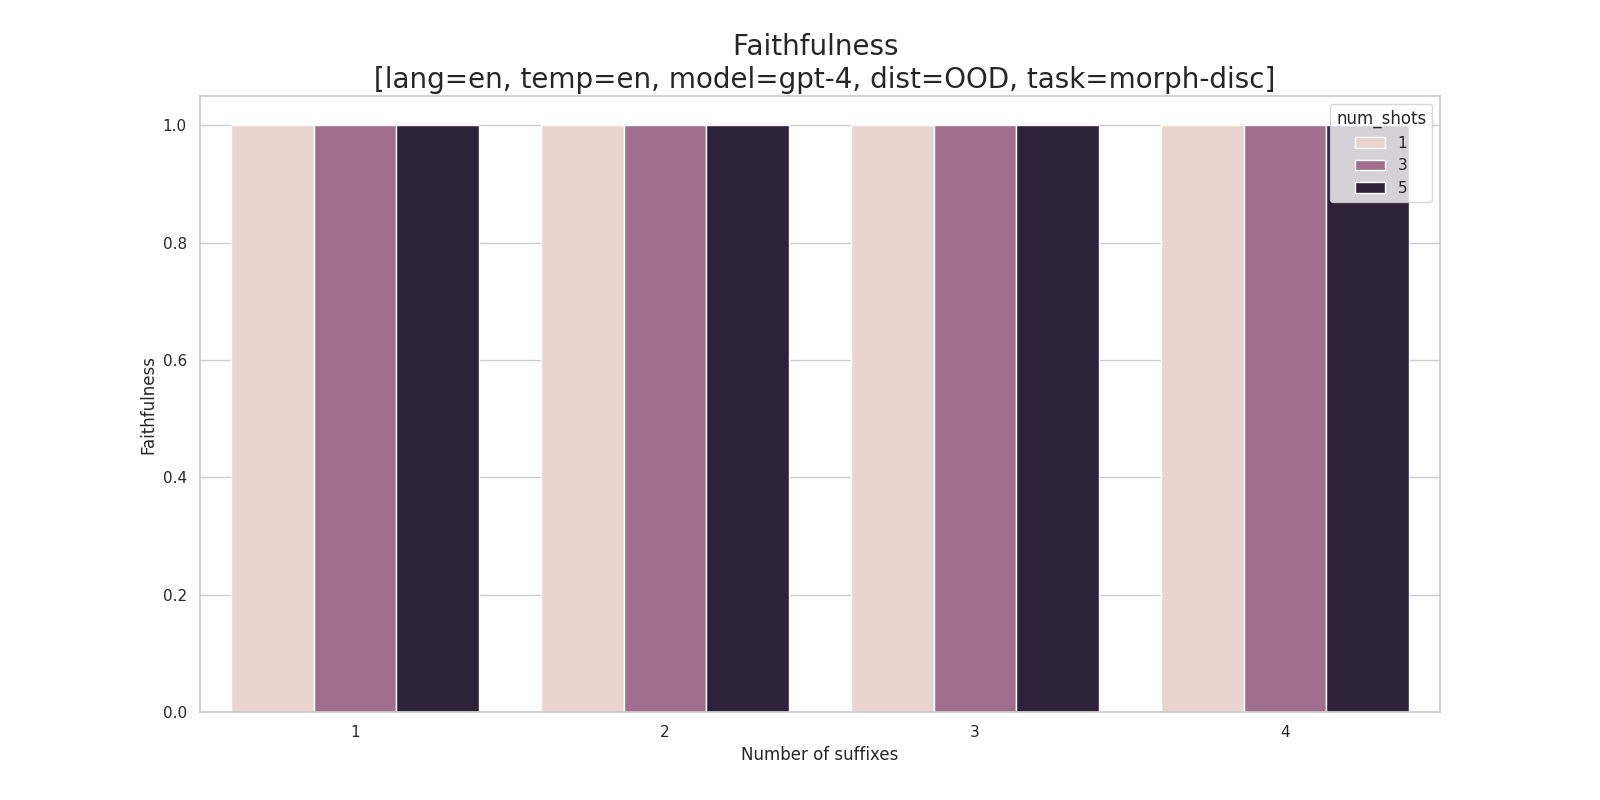 Faithfulness
[lang=en, temp=en, model=gpt-4, dist=OOD, task=morph-disc]
num_shots
1
3
5
1.0
0.8
0.6
0.4
0.2
0.0
Faithfulness
1
2
3
4
Number of suffixes